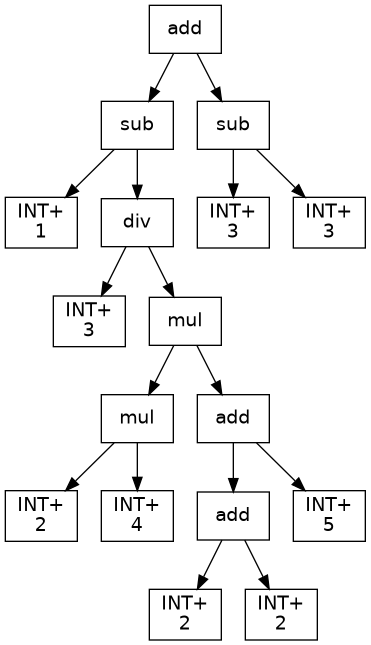 add
sub
sub
INT+
1
div
INT+
3
INT+
3
INT+
3
mul
mul
add
INT+
2
INT+
4
add
INT+
5
INT+
2
INT+
2